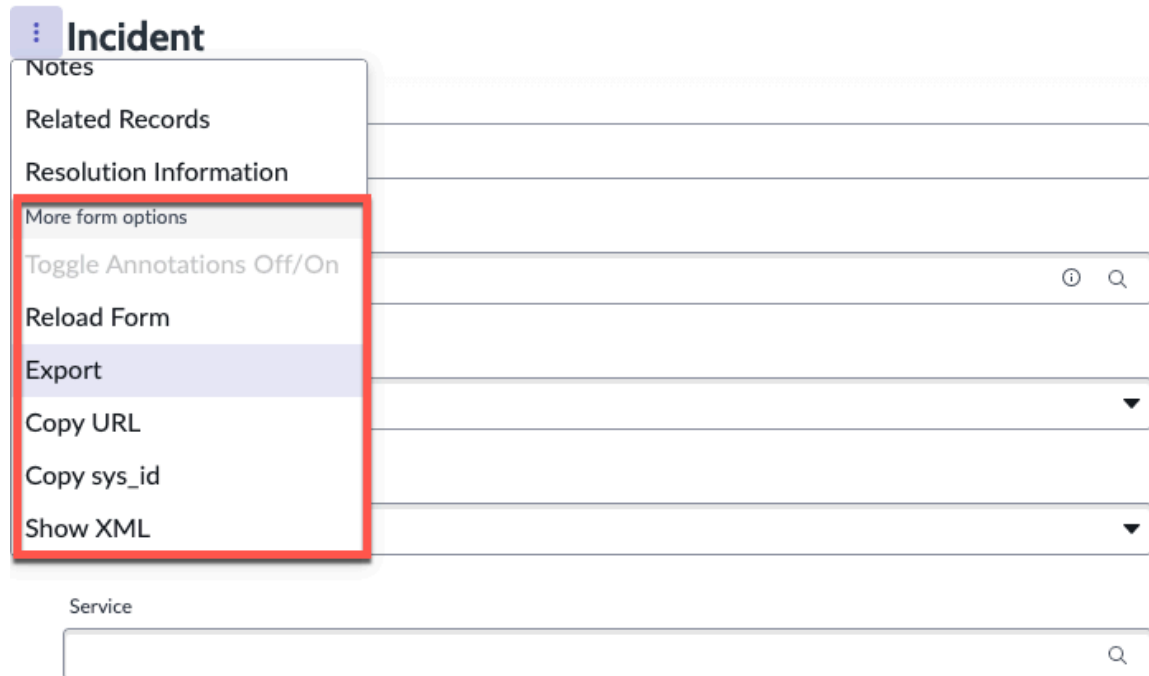 Incident
Notes
Related Records
Resolution Information
More form options
Toggle Annotations Off/On
Reload Form
Export
Copy URL
Copy sys_id
Show XML
Service